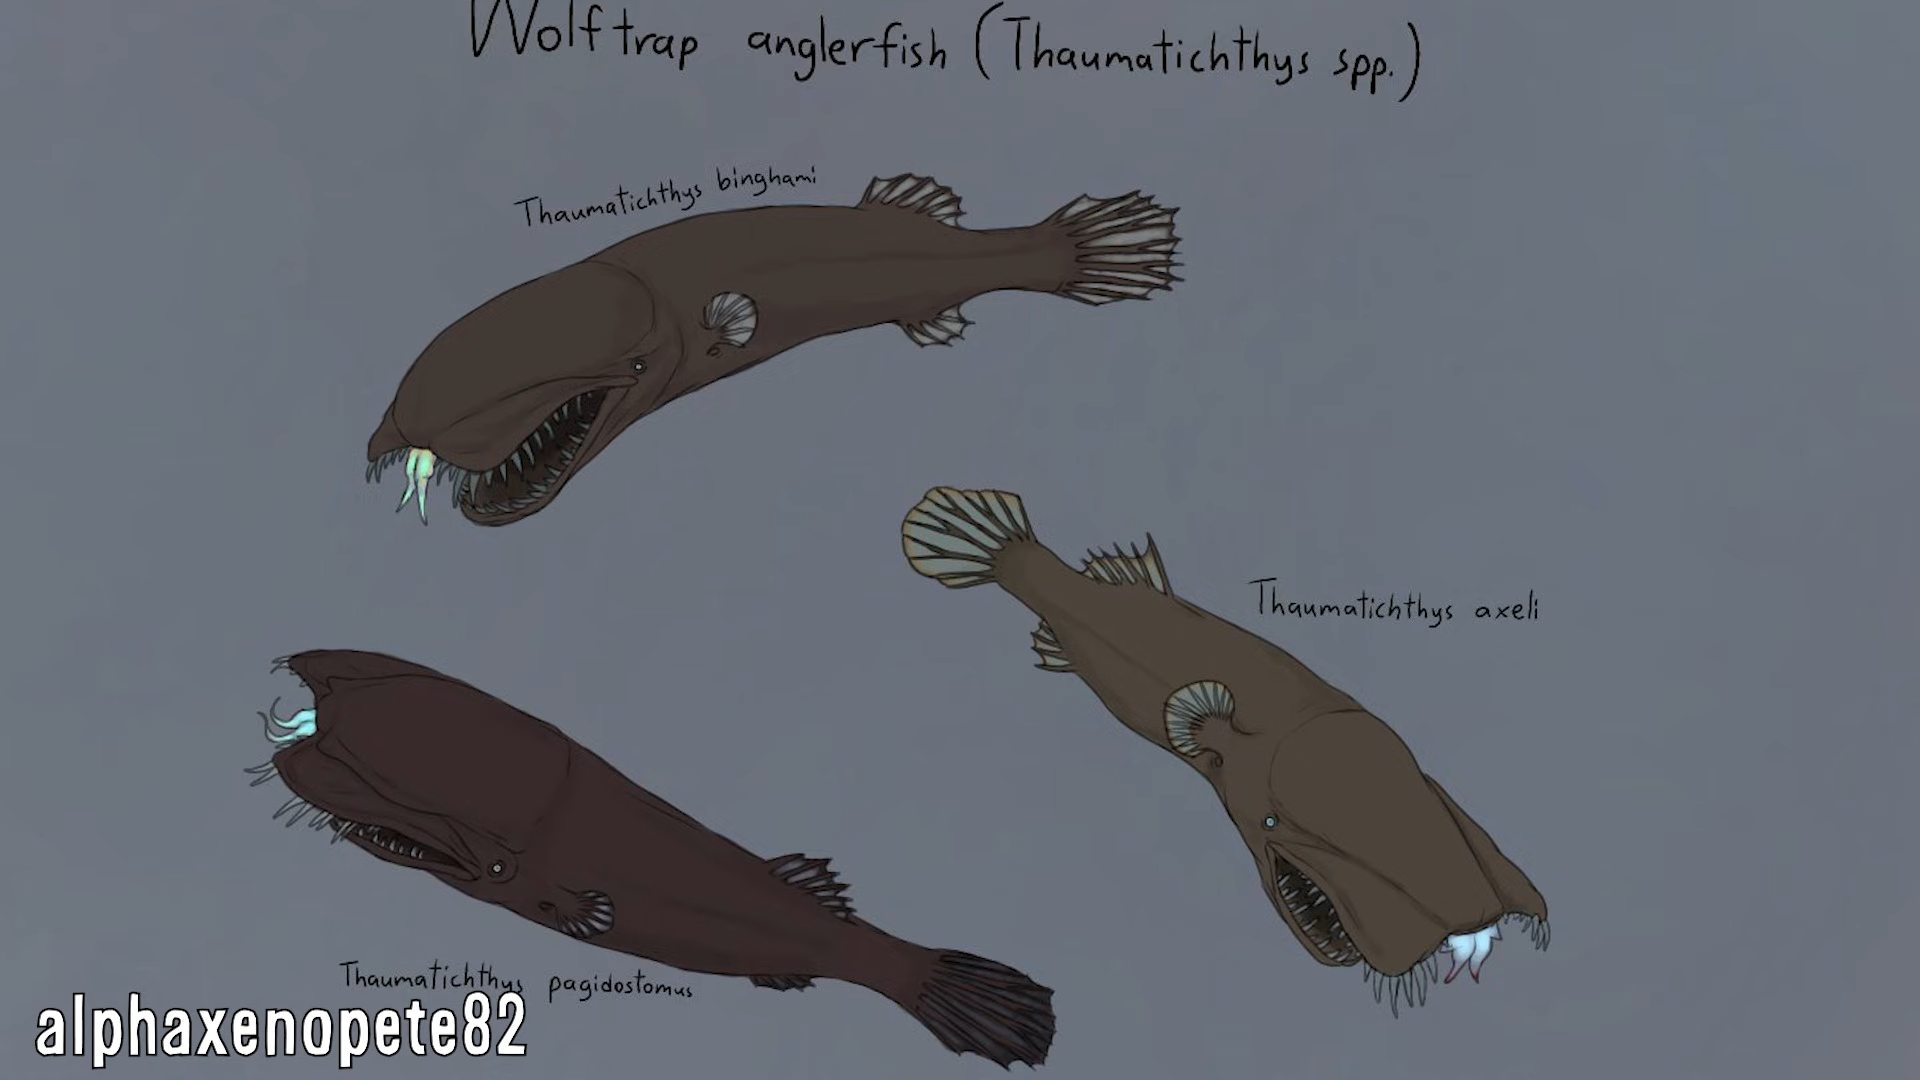 Wolftrap anglerfish (Thaumatichthys spp.)
Thaumatichthys binghami
Thaumatichthys axeli
Thaumatichthys pagidostomus
alphaxenopete82